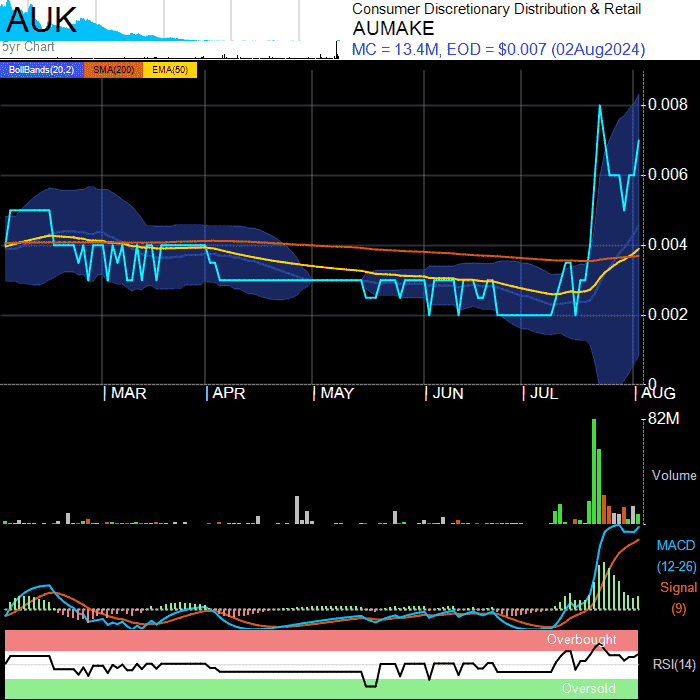 AUK
5yr Chart
Consumer Discretionary Distribution & Retail
AUMAKE
MC = 13.4M, EOD = $0.007 (02Aug2024)
BollBands(20,2) SMA(200) EMA(50)
0.008
0.006
0.004
0.002
0
MAR APR MAY JUN JUL AUG
82M
Volume
MACD
(12-26)
Signal
(9)
Overbought
RSI(14)
Oversold